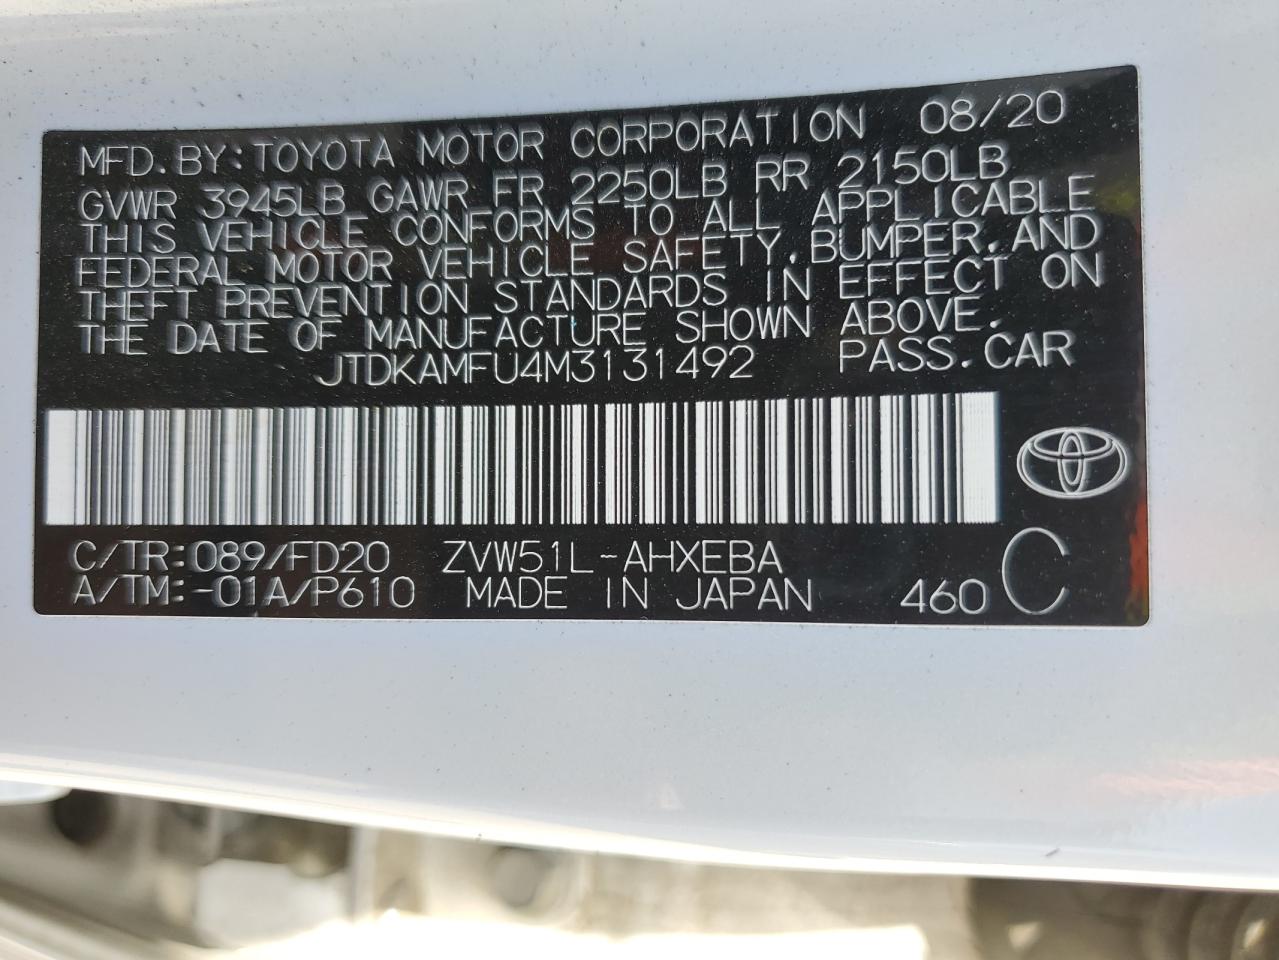 MFD.BY:TOYOTA MOTOR CORPORATION 08/20
GVWR 3945LB GAWR FR 2250LB RR 2150LB
THIS VEHICLE CONFORMS TO ALL APPLICABLE
FEDERAL MOTOR VEHICLE SAFETY,BUMPER,AND
THEFT PREVENTION STANDARDS IN EFFECT ON
THE DATE OF MANUFACTURE SHOWN ABOVE.
JTDKAMFU4M3131492 PASS.CAR
C/TR:089/FD20 ZVW51L-AHXEBA
A/TM:-01A/P610 MADE IN JAPAN 460 C